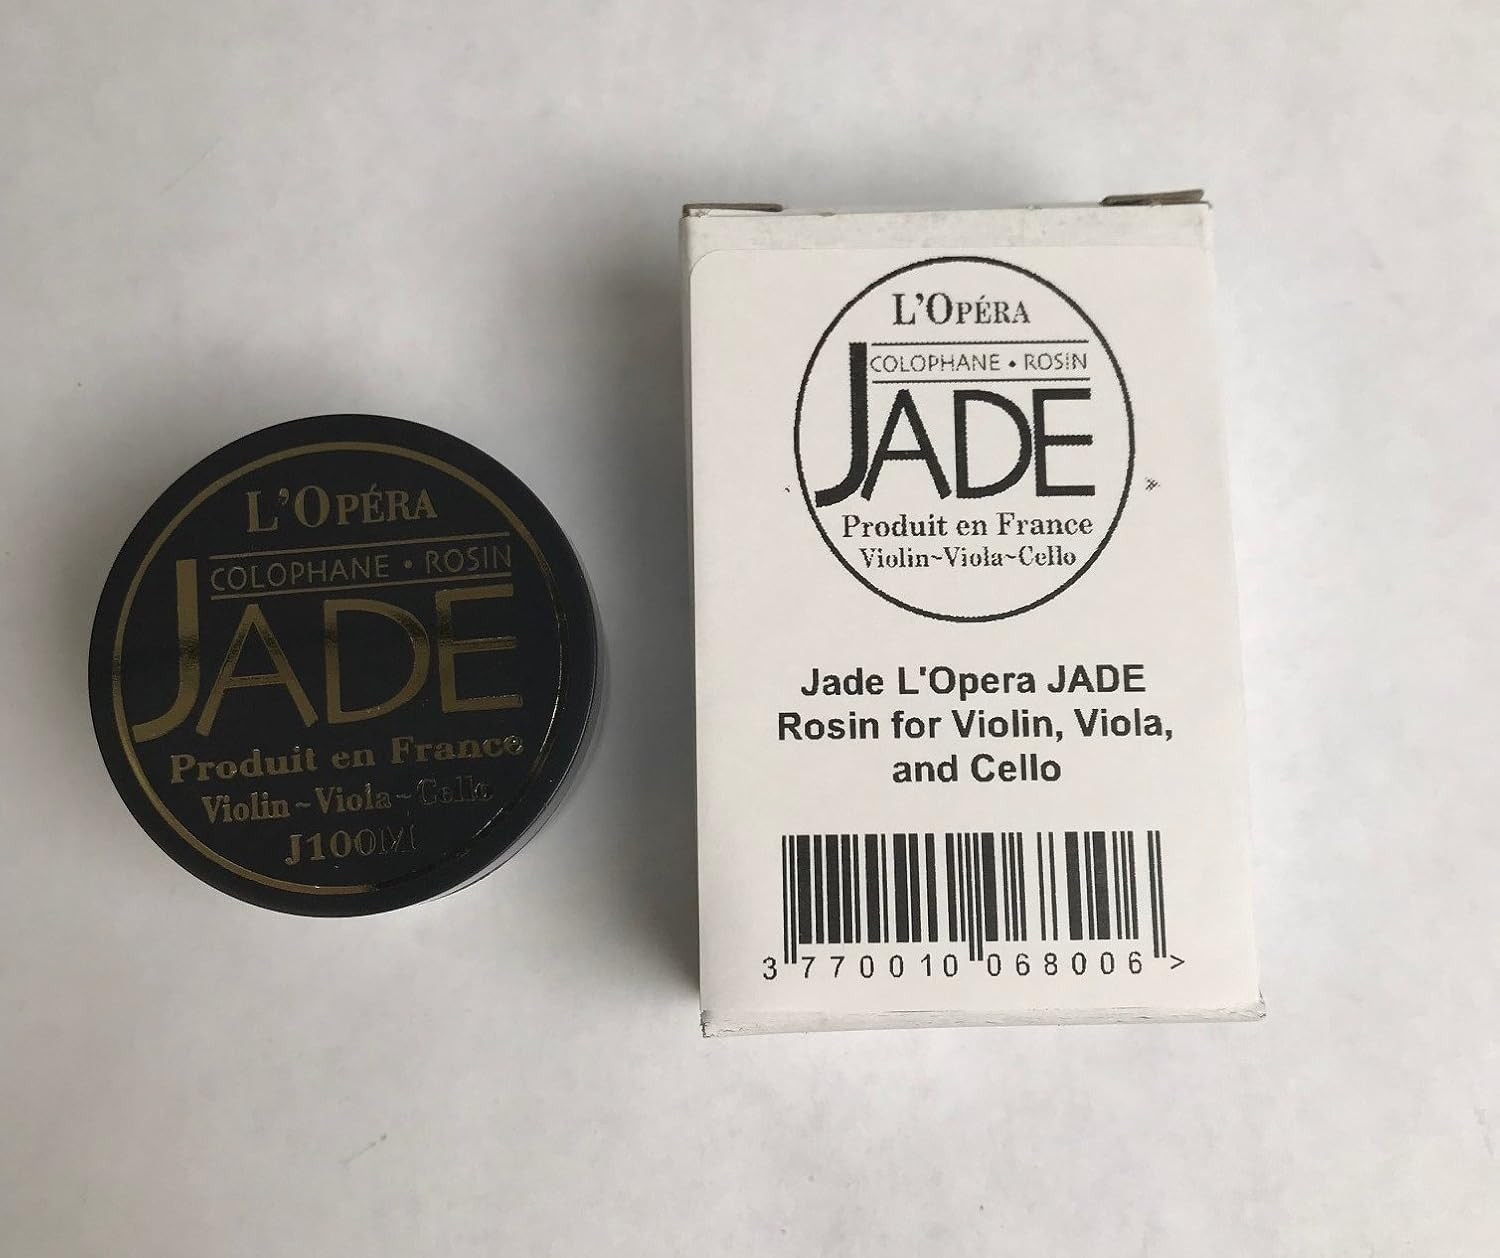 L'OPÉRA
COLOPHANE • ROSIN
JADE
Produit en France
Violin~Viola~Cello
J100M
L'OPÉRA
COLOPHANE • ROSIN
JADE
Produit en France
Violin~Viola~Cello
Jade L'Opera JADE
Rosin for Violin, Viola,
and Cello
3 770010 068006 >